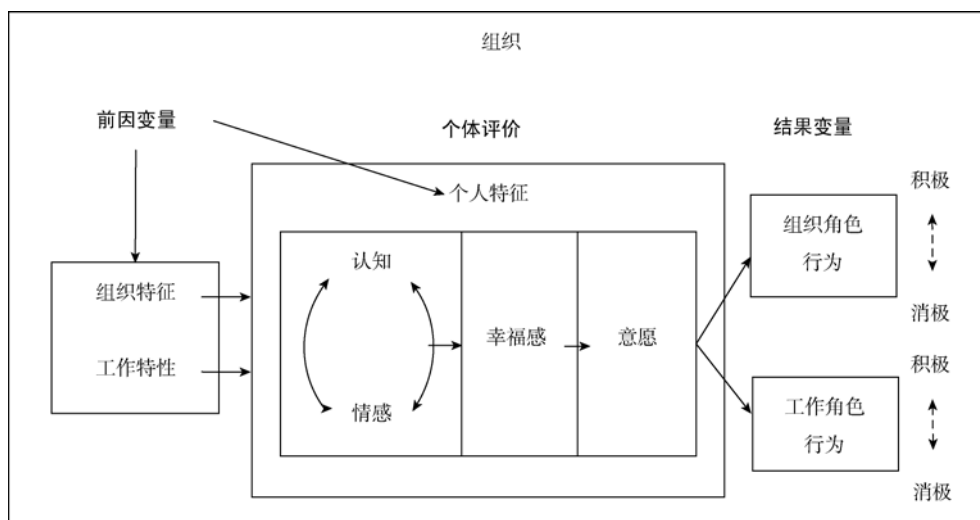 组织
前因变量
个体评价
结果变量
个人特征
积极
组织角色
行为
消极
认知
组织特征
幸福感
意愿
工作特性
积极
情感
工作角色
行为
消极